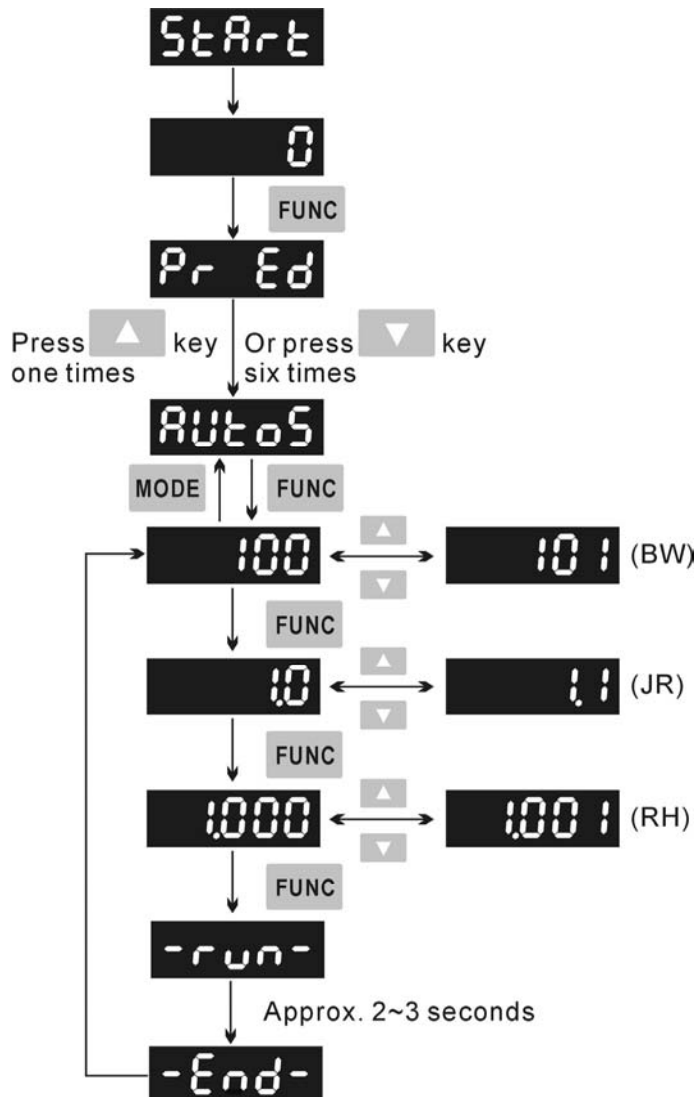 StArt
0
FUNC
Pr Ed
Press ▲ key Or press ▼ key
one times six times
AUtoS
MODE FUNC
100 ▲ ▼ 101 (BW)
FUNC
1.0 ▲ ▼ 1.1 (JR)
FUNC
1.000 ▲ ▼ 1.001 (RH)
FUNC
-run-
Approx. 2~3 seconds
-End-